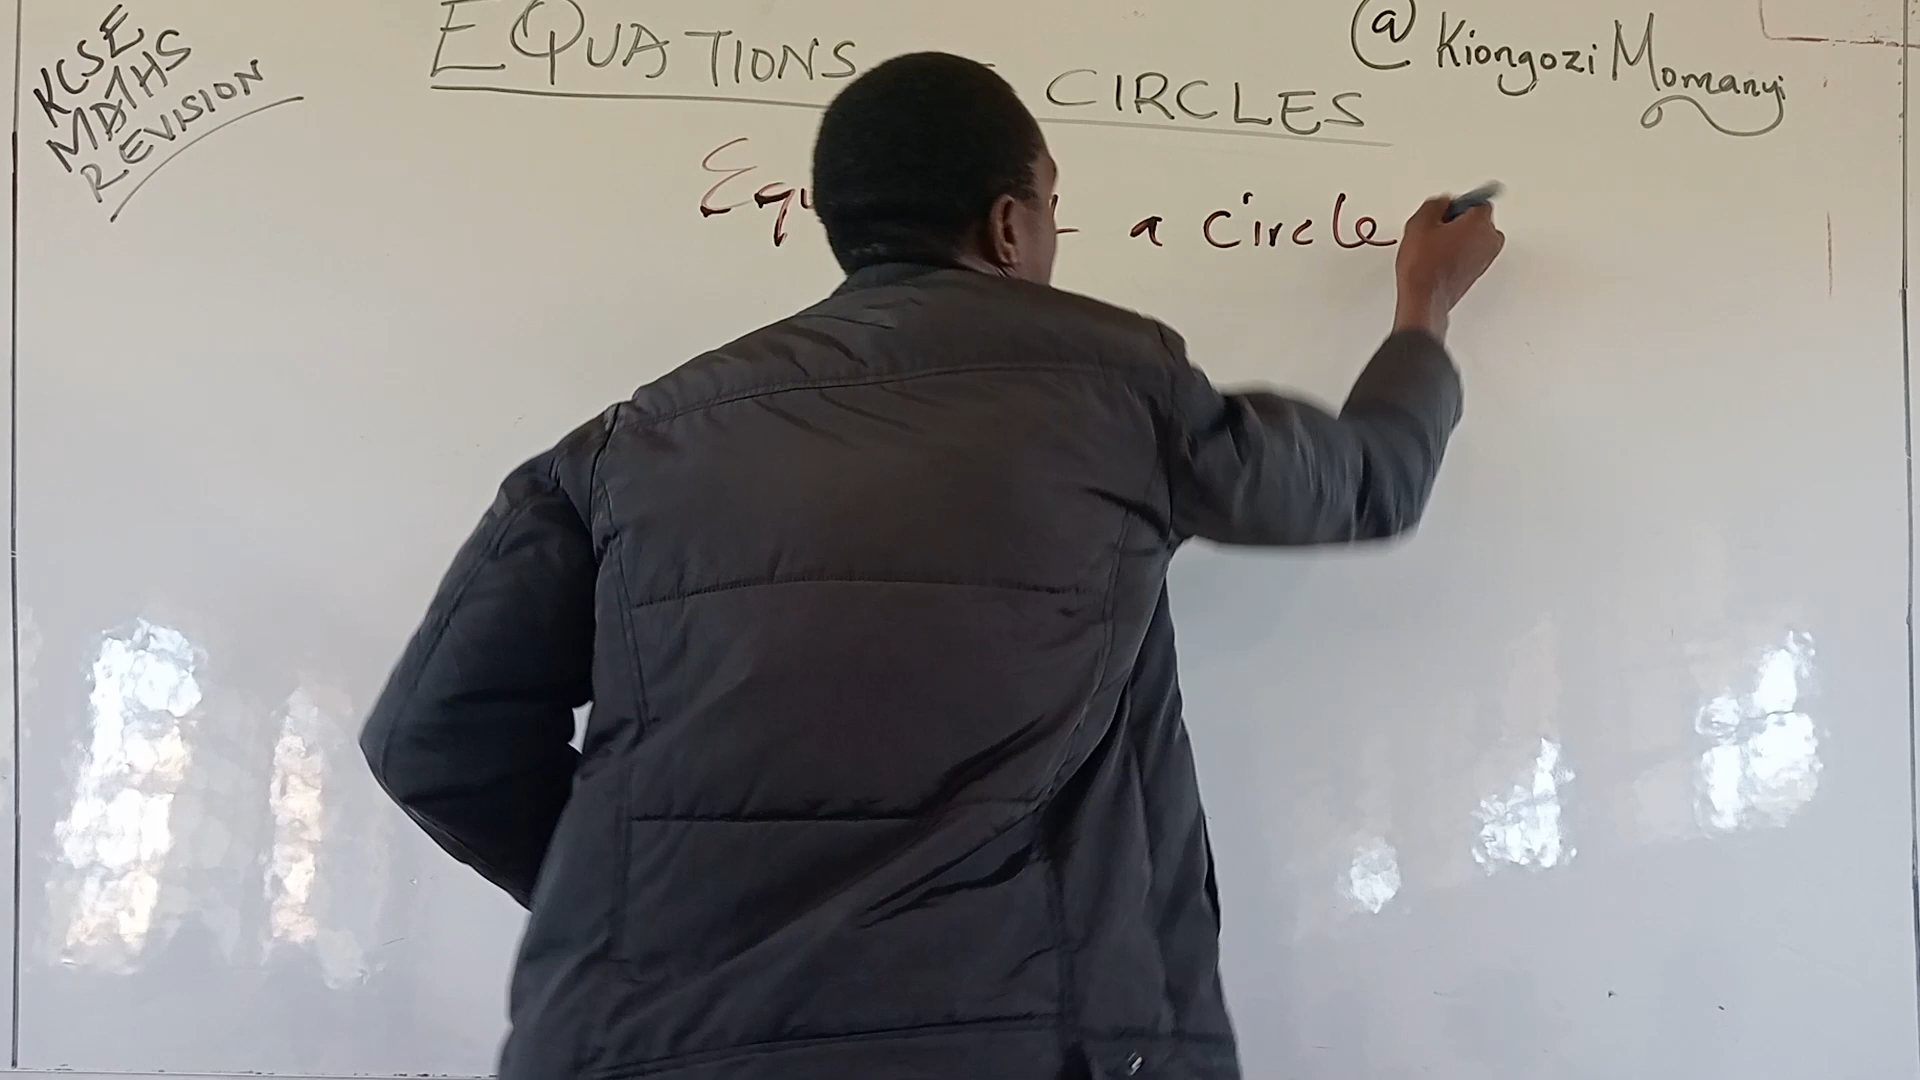 KCSE
MATHS
REVISION
EQUATIONS CIRCLES
@ Kiongozi Momanyi
a circle